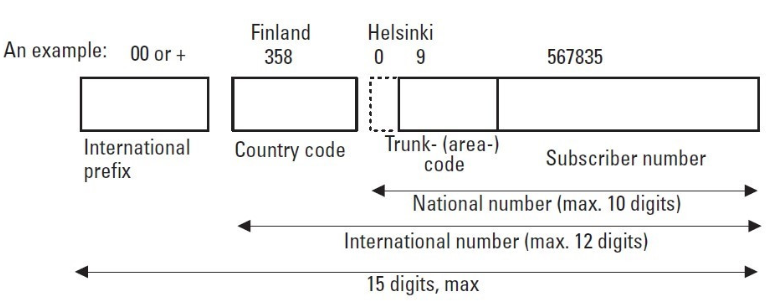 Finland Helsinki
An example: 00 or + 358 0 9 567835
International prefix
Country code
Trunk- (area-) code
Subscriber number
National number (max. 10 digits)
International number (max. 12 digits)
15 digits, max